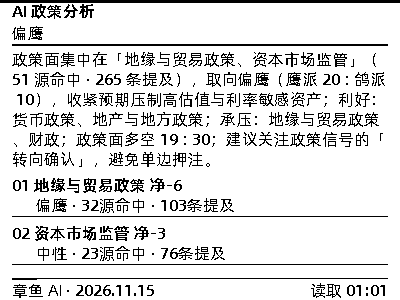 AI 政策分析
偏鹰
政策面集中在「地缘与贸易政策、资本市场监管」（
51 源命中 · 265 条提及），取向偏鹰（鹰派 20 : 鸽派
10），收紧预期压制高估值与利率敏感资产；利好：
货币政策、地产与地方政策；承压：地缘与贸易政策
、财政；政策面多空 19 : 30；建议关注政策信号的「
转向确认」，避免单边押注。
01 地缘与贸易政策 净-6
偏鹰 · 32源命中 · 103条提及
02 资本市场监管 净-3
中性 · 23源命中 · 76条提及
章鱼 AI · 2026.11.15
读取 01:01